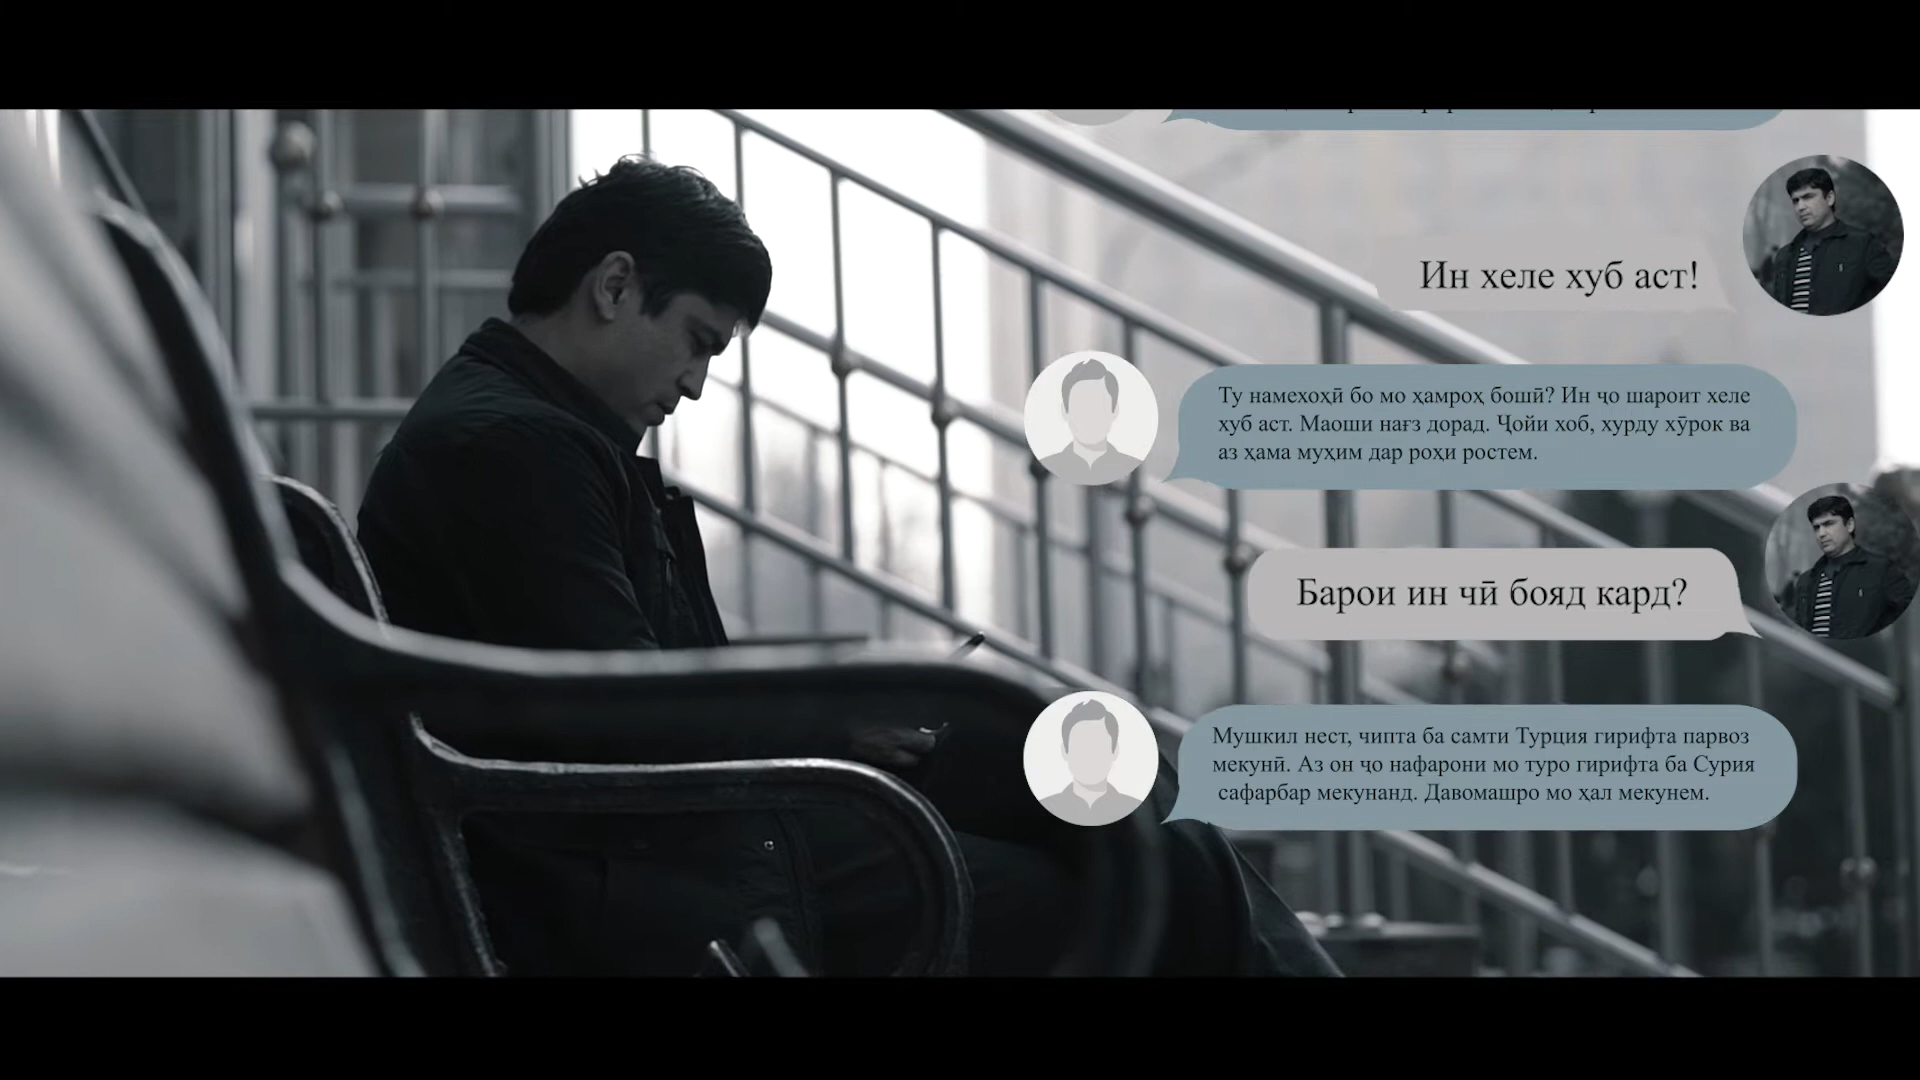 Ин хеле хуб аст!
Ту намехоҳӣ бо мо ҳамроҳ бошӣ? Ин ҷо шароит хеле
хуб аст. Маоши нағз дорад. Ҷойи хоб, хурду хӯрок ва
аз ҳама муҳим дар роҳи ростем.
Барои ин чӣ бояд кард?
Мушкил нест, чипта ба самти Турция гирифта парвоз
мекунӣ. Аз он ҷо нафарони мо туро гирифта ба Сурия
сафарбар мекунанд. Давомашро мо ҳал мекунем.